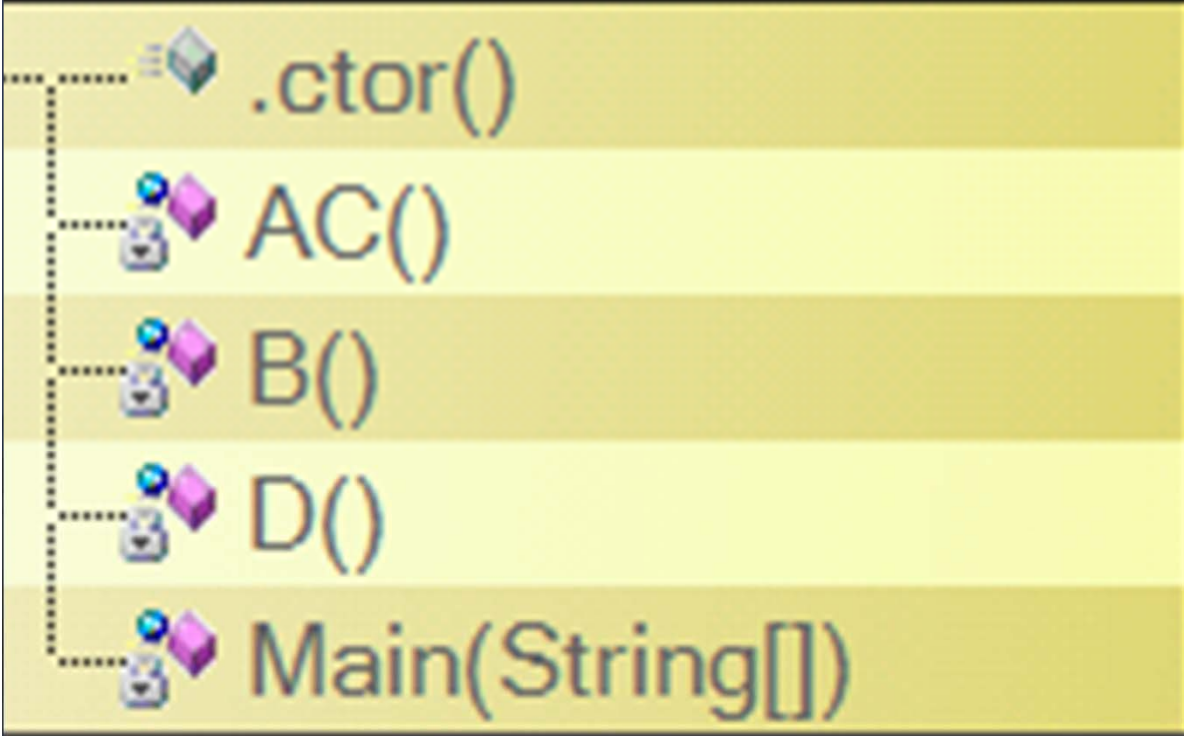 .ctor()
AC()
B()
D()
Main(String[])